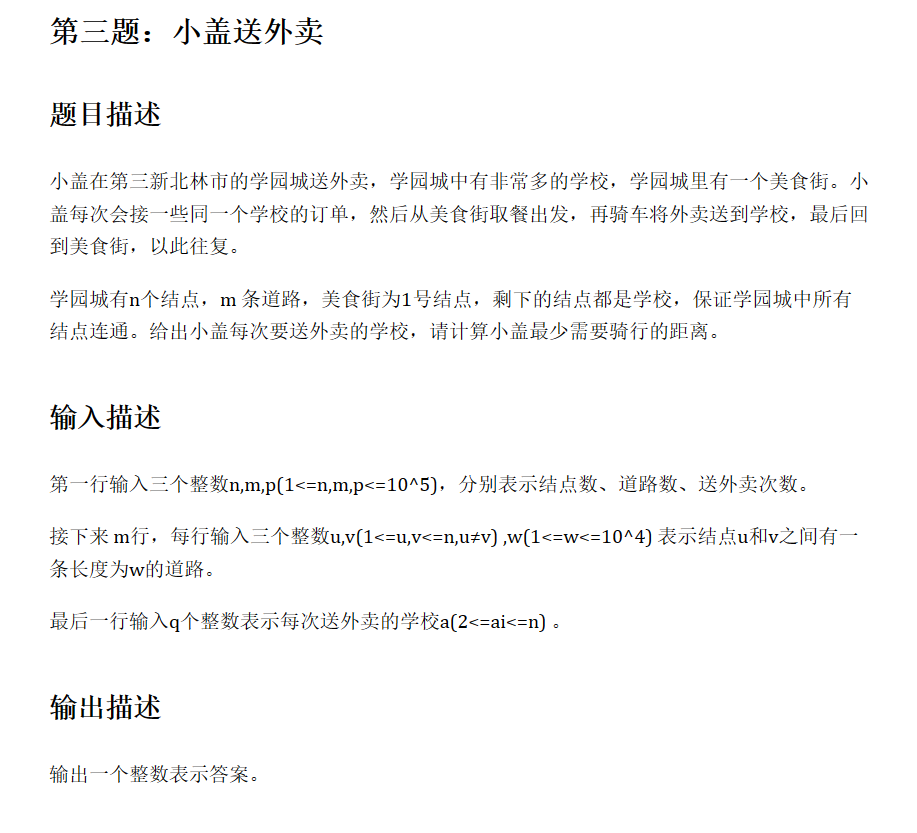 第三题：小盖送外卖
题目描述
小盖在第三新北林市的学园城送外卖，学园城中有非常多的学校，学园城里有一个美食街。小
盖每次会接一些同一个学校的订单，然后从美食街取餐出发，再骑车将外卖送到学校，最后回
到美食街，以此往复。
学园城有n个结点，m 条道路，美食街为1号结点，剩下的结点都是学校，保证学园城中所有
结点连通。给出小盖每次要送外卖的学校，请计算小盖最少需要骑行的距离。
输入描述
第一行输入三个整数n,m,p(1<=n,m,p<=10^5)，分别表示结点数、道路数、送外卖次数。
接下来 m行，每行输入三个整数u,v(1<=u,v<=n,u≠v) ,w(1<=w<=10^4) 表示结点u和v之间有一
条长度为w的道路。
最后一行输入q个整数表示每次送外卖的学校a(2<=ai<=n) 。
输出描述
输出一个整数表示答案。